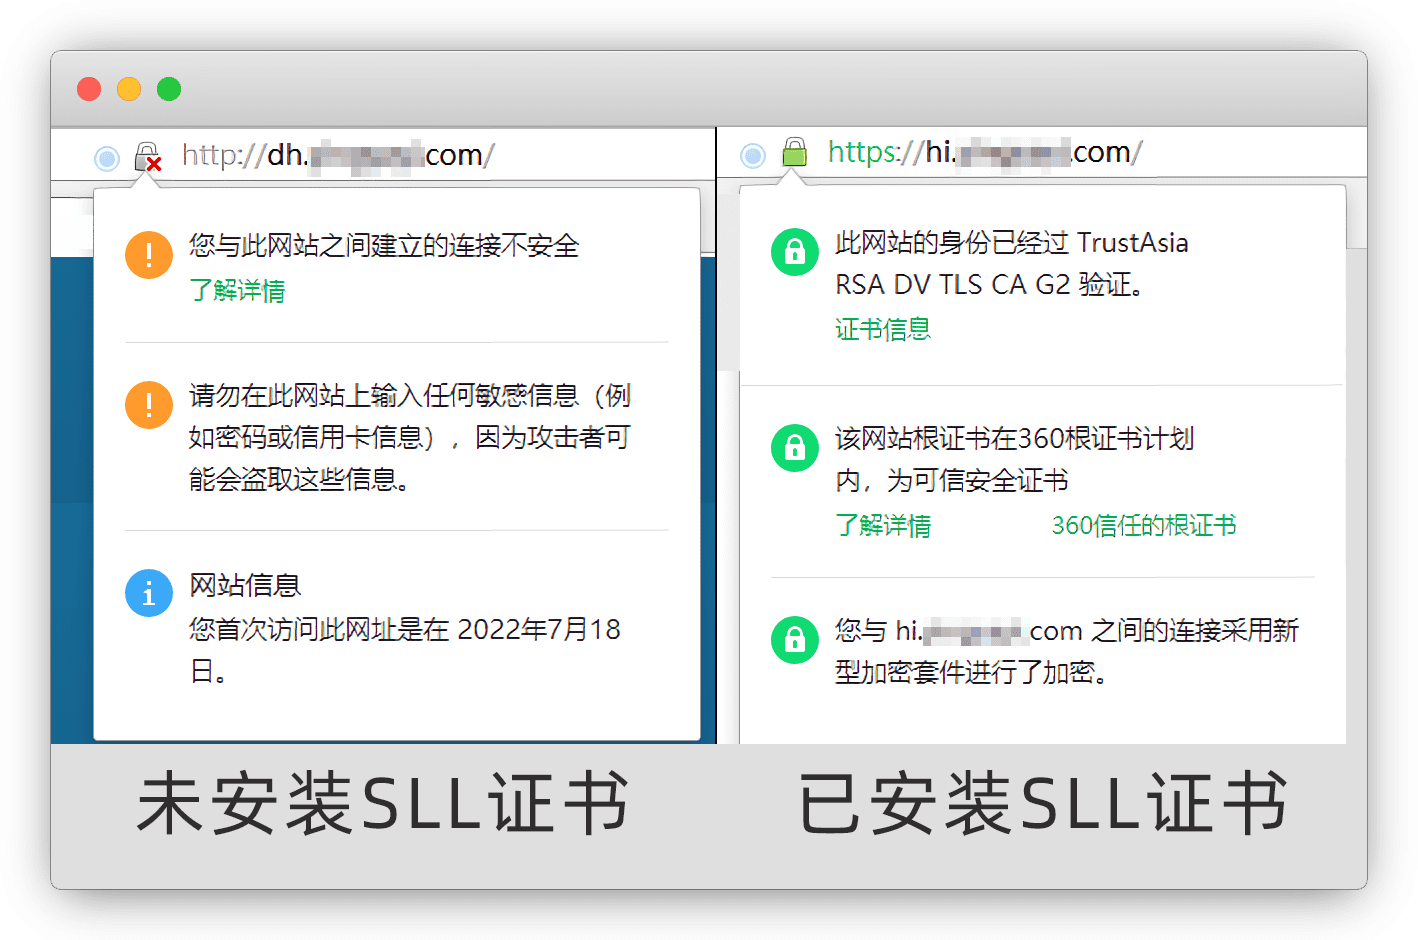 http://dh.
com/
您与此网站之间建立的连接不安全
了解详情
请勿在此网站上输入任何敏感信息（例
如密码或信用卡信息），因为攻击者可
能会盗取这些信息。
网站信息
您首次访问此网址是在 2022年7月18
日。
未安装SLL证书
https://hi.
.com/
此网站的身份已经过 TrustAsia
RSA DV TLS CA G2 验证。
证书信息
该网站根证书在360根证书计划
内，为可信安全证书
了解详情
360信任的根证书
您与 hi.
com 之间的连接采用新
型加密套件进行了加密。
已安装SLL证书